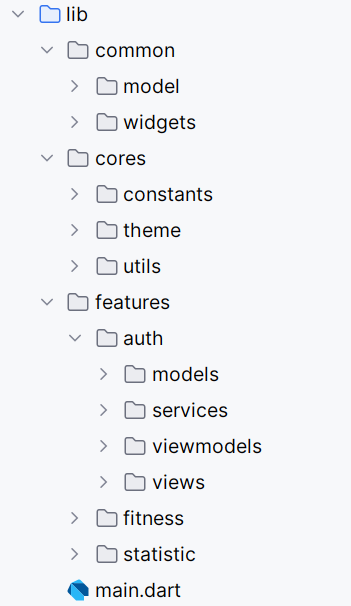 lib
common
model
widgets
cores
constants
theme
utils
features
auth
models
services
viewmodels
views
fitness
statistic
main.dart